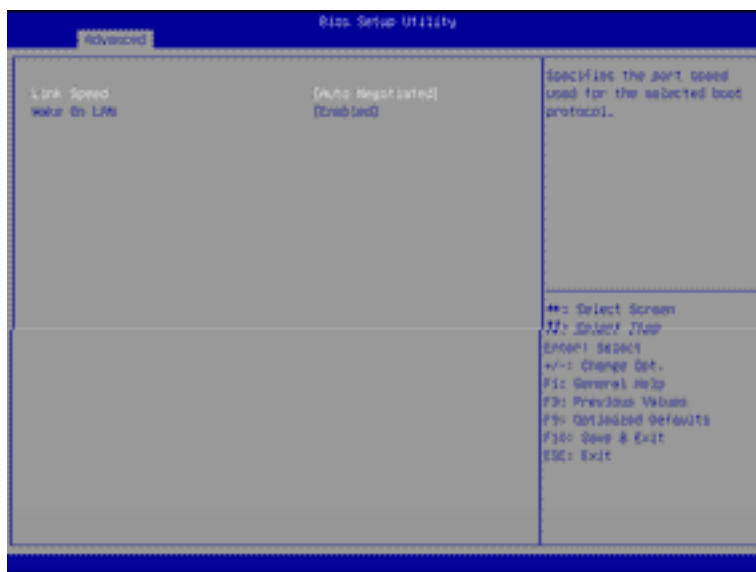 Bios Setup Utility
Advanced
Link Speed [Auto Negotiated]
Wake On LAN [Enabled]
Specifies the port speed
used for the selected boot
protocol.
: Select Screen
: Select Item
Enter: Select
+/-: Change Opt.
F1: General Help
Previous Values
F9: Optimized Defaults
F10: Save & Exit
ESC: Exit